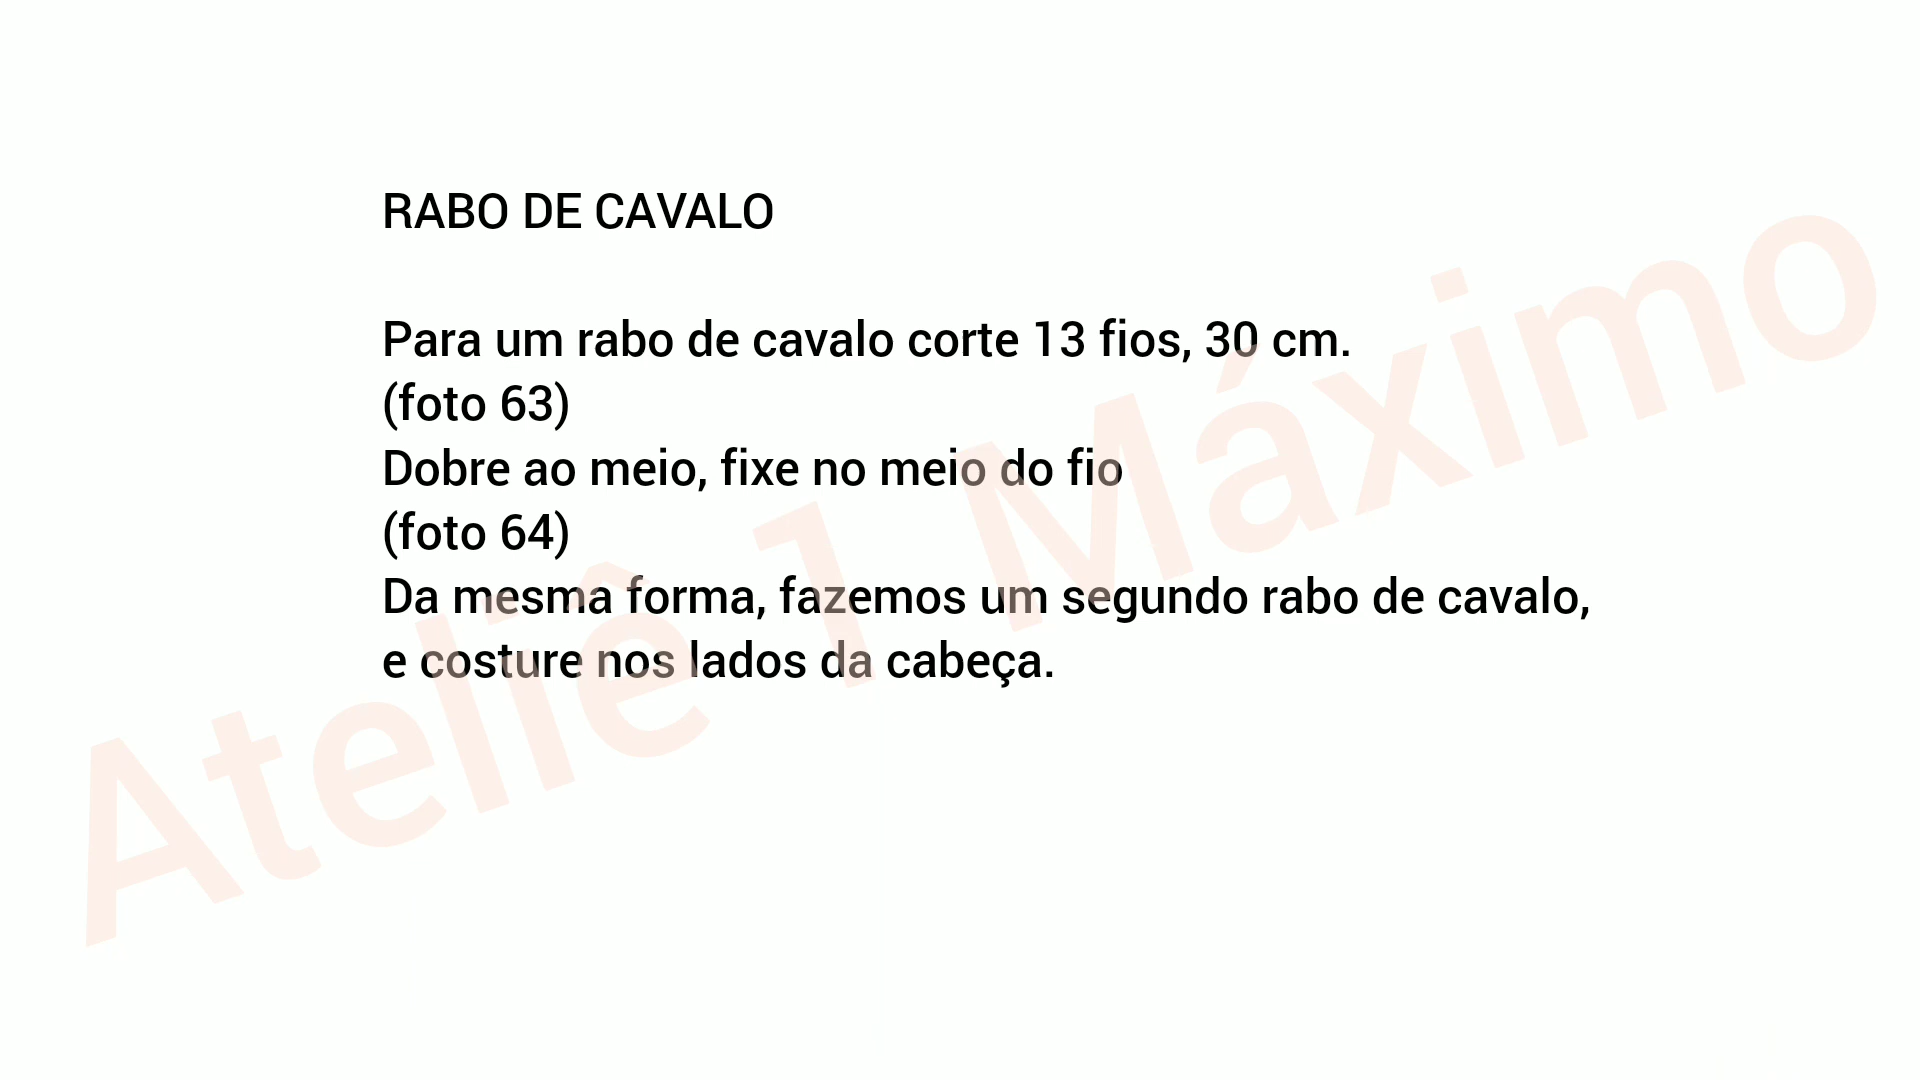 RABO DE CAVALO
Para um rabo de cavalo corte 13 fios, 30 cm.
(foto 63)
Dobre ao meio, fixe no meio do fio
(foto 64)
Da mesma forma, fazemos um segundo rabo de cavalo,
e costure nos lados da cabeça.
Ateliê 1 Máximo